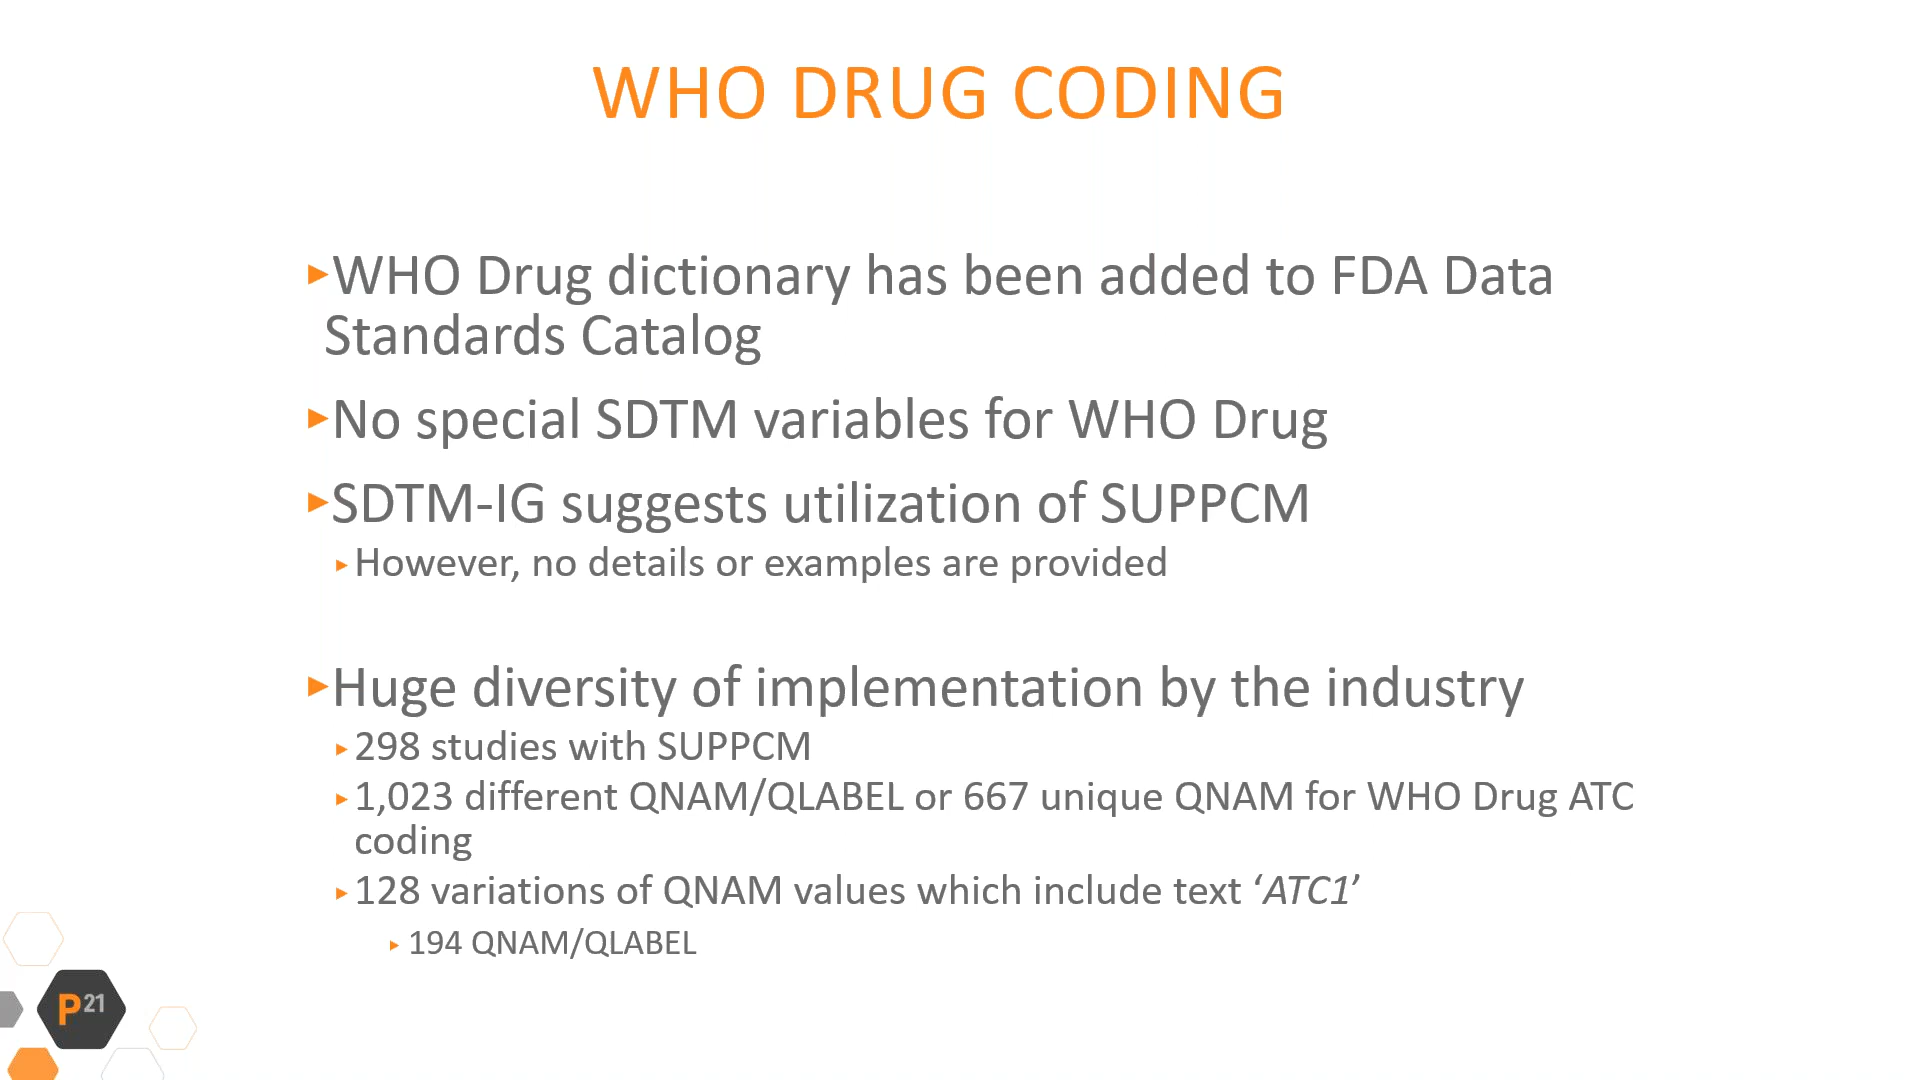 WHO DRUG CODING
WHO Drug dictionary has been added to FDA Data
Standards Catalog
No special SDTM variables for WHO Drug
SDTM-IG suggests utilization of SUPPCM
However, no details or examples are provided
Huge diversity of implementation by the industry
298 studies with SUPPCM
1,023 different QNAM/QLABEL or 667 unique QNAM for WHO Drug ATC
coding
128 variations of QNAM values which include text ‘ATC1’
194 QNAM/QLABEL
P21